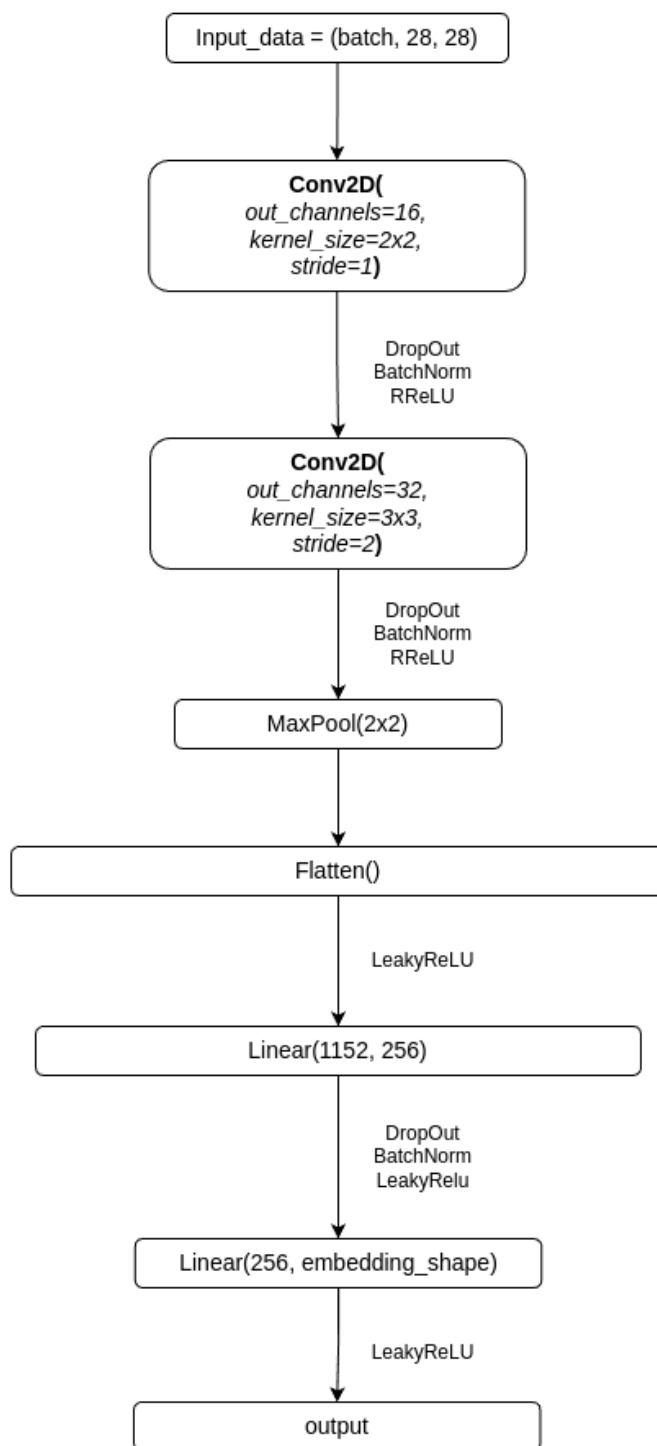 Input_data = (batch, 28, 28)
Conv2D(
out_channels=16,
kernel_size=2x2,
stride=1)
DropOut
BatchNorm
RReLU
Conv2D(
out_channels=32,
kernel_size=3x3,
stride=2)
DropOut
BatchNorm
RReLU
MaxPool(2x2)
Flatten()
LeakyReLU
Linear(1152, 256)
DropOut
BatchNorm
LeakyRelu
Linear(256, embedding_shape)
LeakyReLU
output